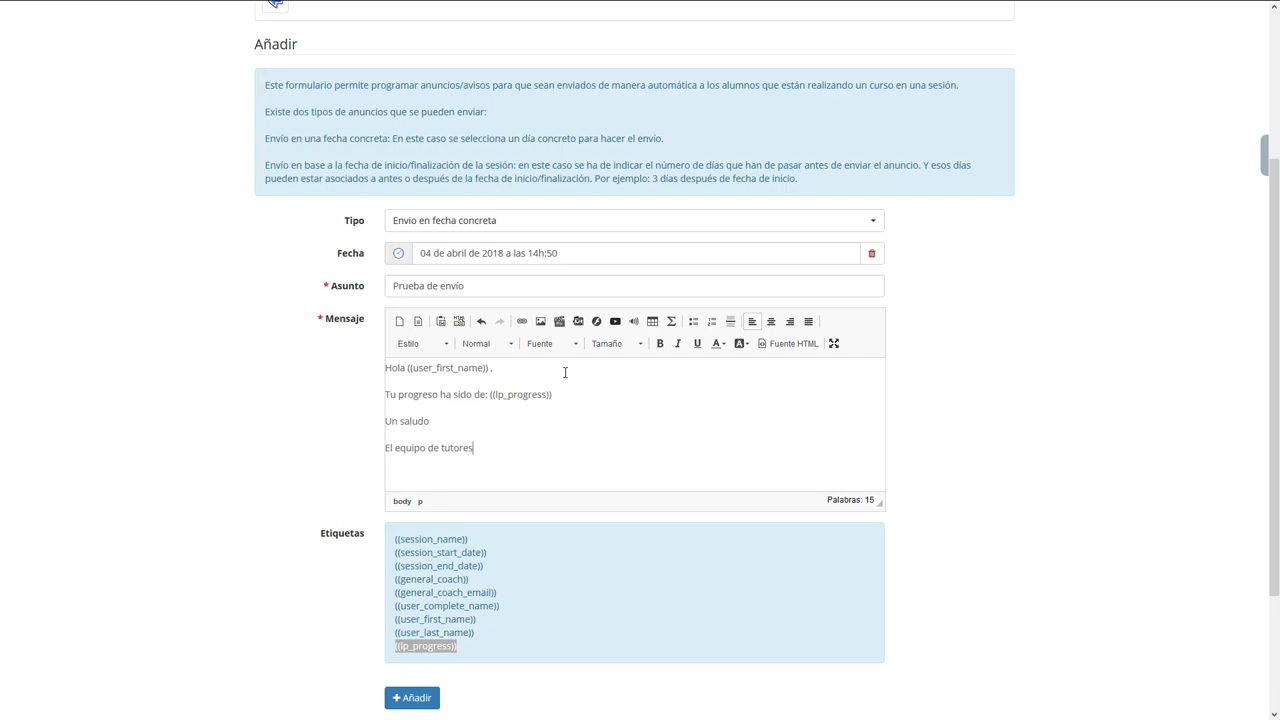 Añadir
Este formulario permite programar anuncios/avisos para que sean enviados de manera automática a los alumnos que están realizando un curso en una sesión.
Existe dos tipos de anuncios que se pueden enviar:
Envío en una fecha concreta: En este caso se selecciona un día concreto para hacer el envío.
Envío en base a la fecha de inicio/finalización de la sesión: en este caso se ha de indicar el número de días que han de pasar antes de enviar el anuncio. Y esos días
pueden estar asociados a antes o después de la fecha de inicio/finalización. Por ejemplo: 3 días después de fecha de inicio.
Tipo Envio en fecha concreta
Fecha 04 de abril de 2018 a las 14h:50
* Asunto Prueba de envío
* Mensaje
Estilo Normal Fuente Tamaño B I U A A Fuente HTML
Hola ((user_first_name)) ,
Tu progreso ha sido de: ((lp_progress))
Un saludo
El equipo de tutores
body p Palabras: 15
Etiquetas
((session_name))
((session_start_date))
((session_end_date))
((general_coach))
((general_coach_email))
((user_complete_name))
((user_first_name))
((user_last_name))
((lp_progress))
+ Añadir